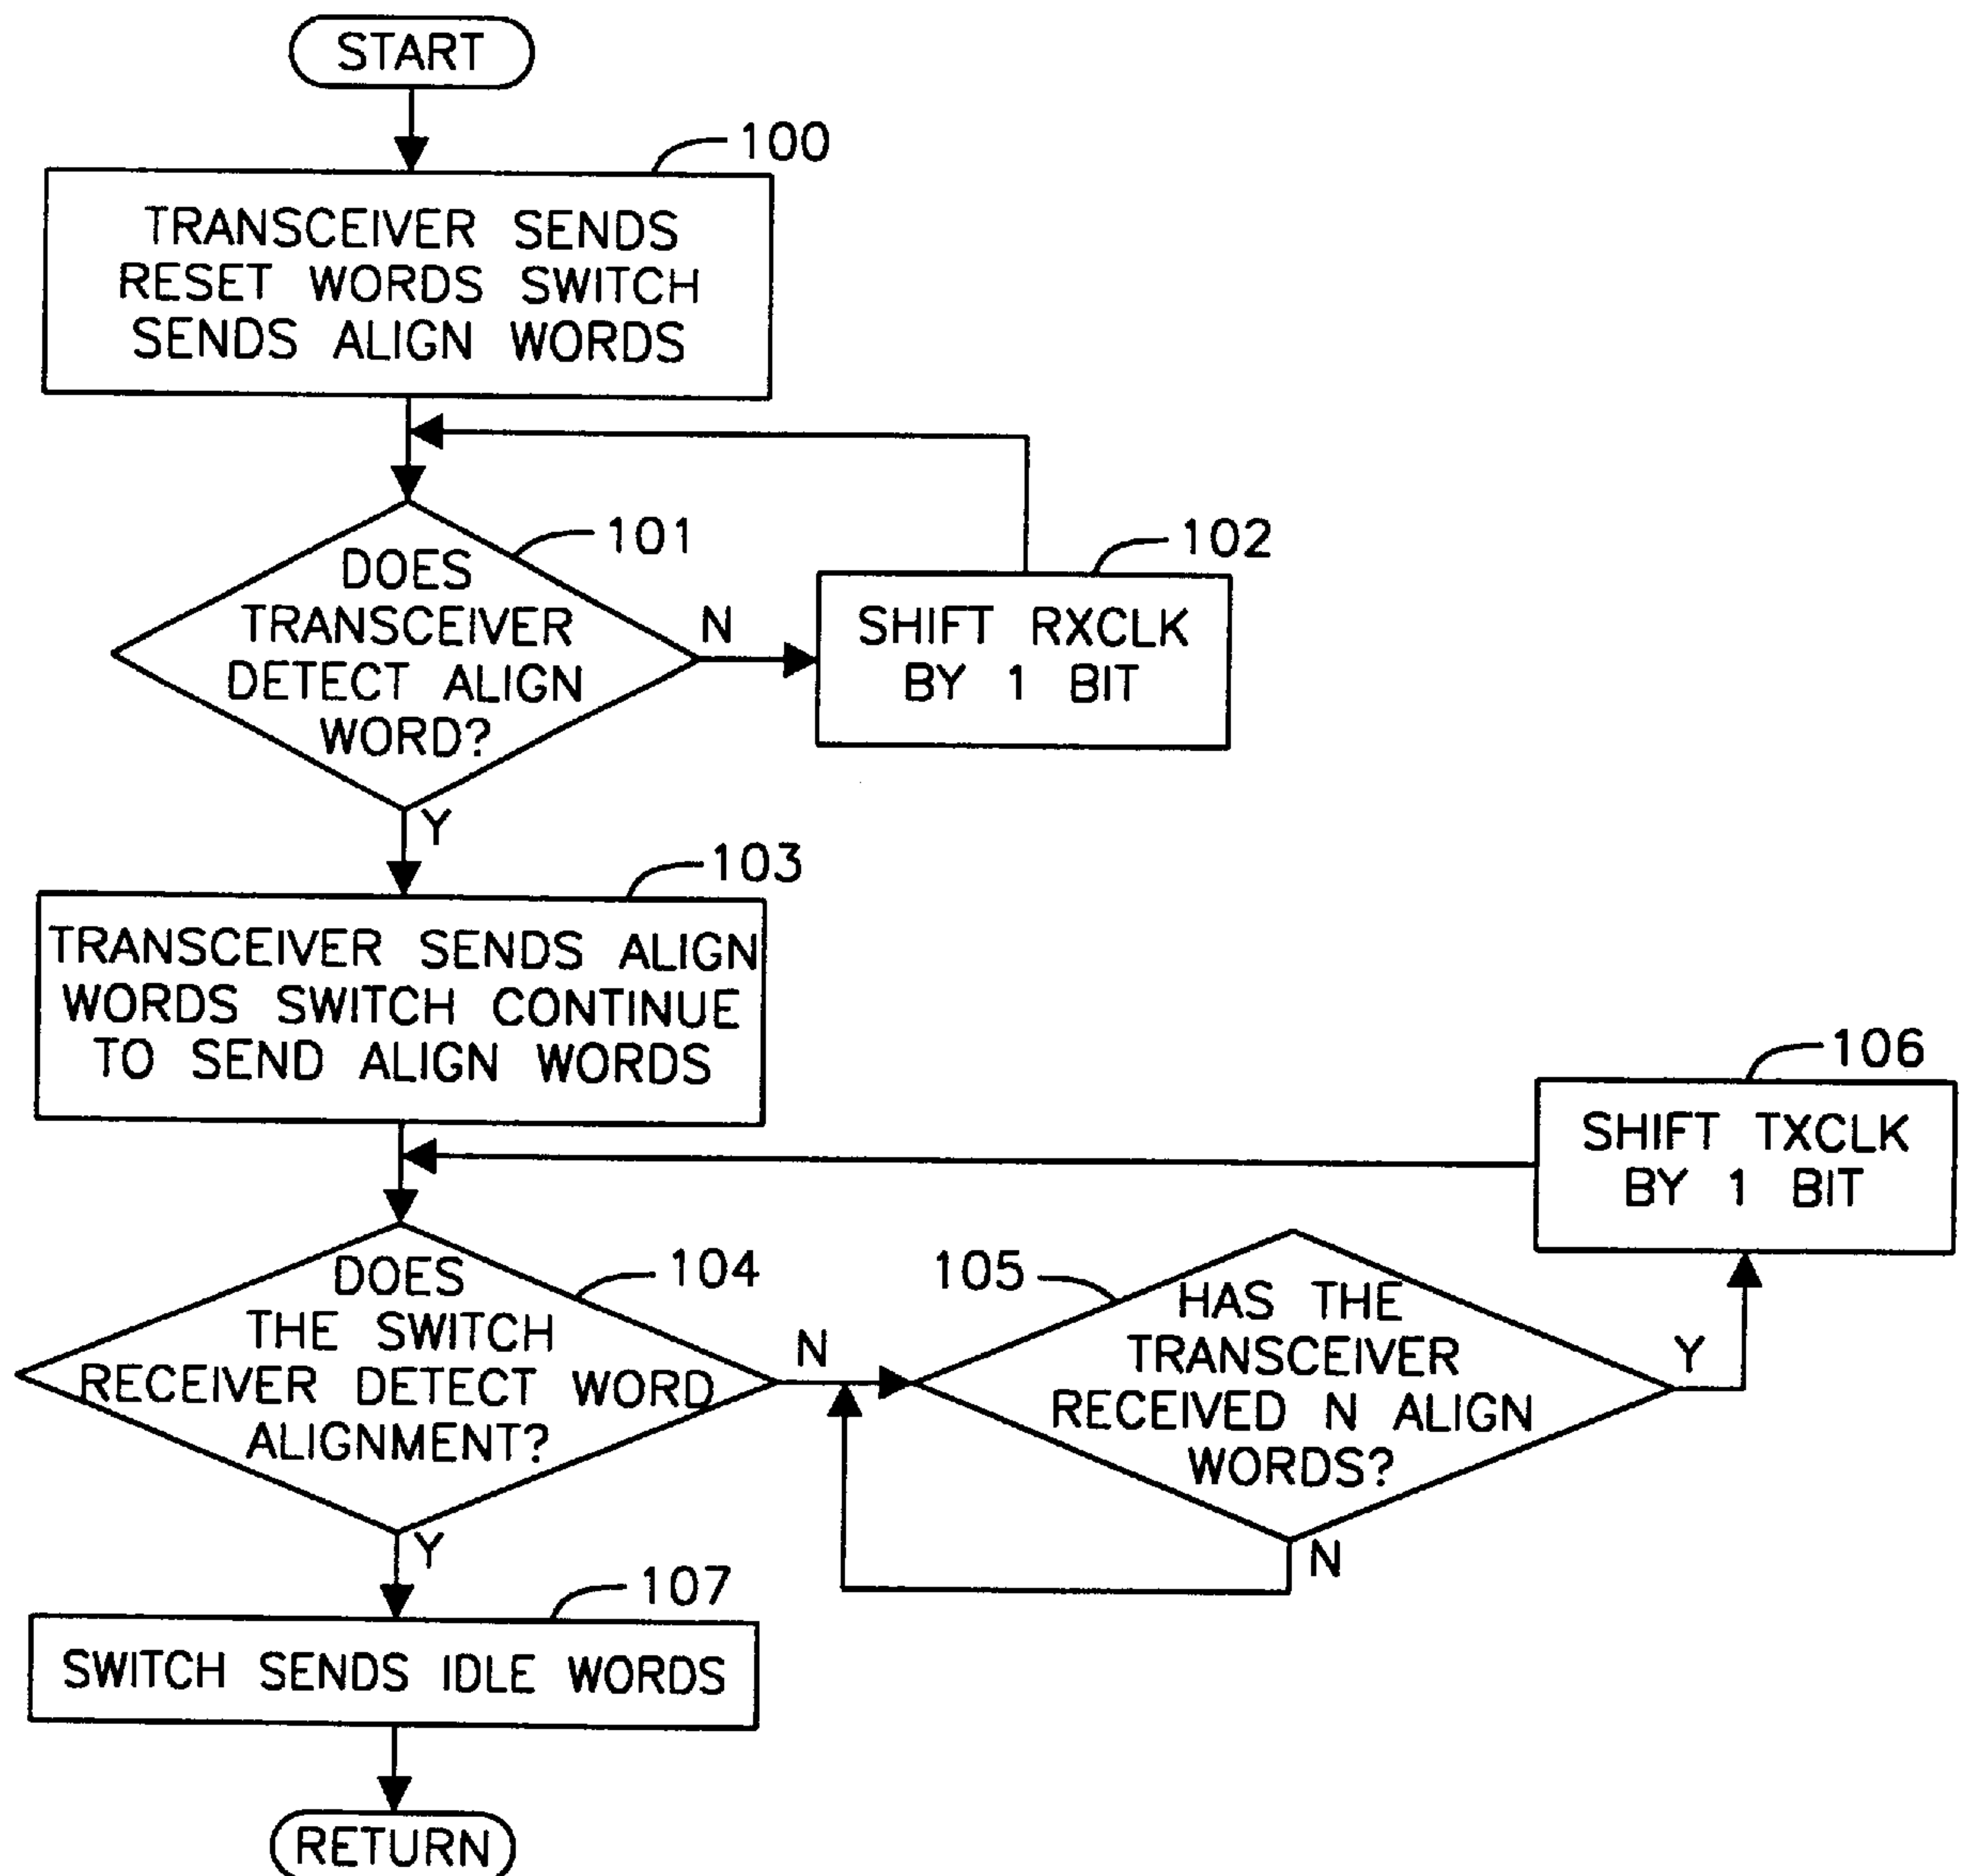 START
100
TRANSCEIVER SENDS
RESET WORDS SWITCH
SENDS ALIGN WORDS
101
DOES
TRANSCEIVER
DETECT ALIGN
WORD?
N
102
SHIFT RXCLK
BY 1 BIT
Y
103
TRANSCEIVER SENDS ALIGN
WORDS SWITCH CONTINUE
TO SEND ALIGN WORDS
106
SHIFT TXCLK
BY 1 BIT
104
DOES
THE SWITCH
RECEIVER DETECT WORD
ALIGNMENT?
N
105
HAS THE
TRANSCEIVER
RECEIVED N ALIGN
WORDS?
Y
N
Y
107
SWITCH SENDS IDLE WORDS
RETURN